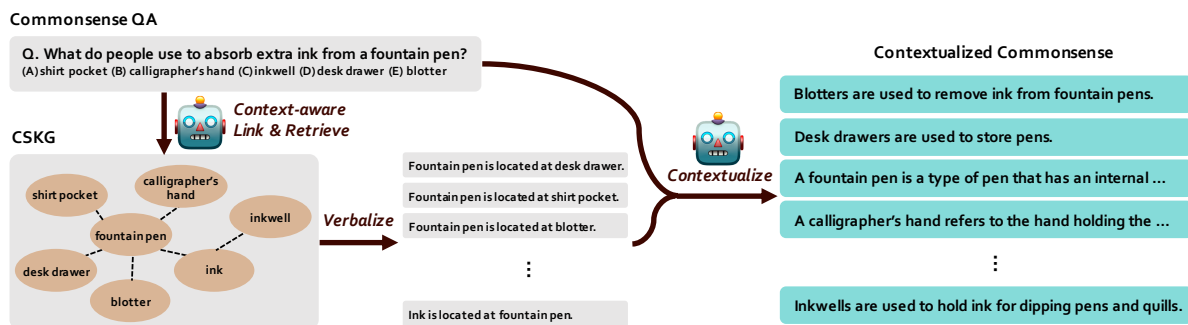 Commonsense QA
Q. What do people use to absorb extra ink from a fountain pen?
(A) shirt pocket (B) calligrapher's hand (C) inkwell (D) desk drawer (E) blotter
Context-aware
Link & Retrieve
CSKG
shirt pocket
calligrapher's
hand
inkwell
fountain pen
desk drawer
ink
blotter
Verbalize
Fountain pen is located at desk drawer.
Fountain pen is located at shirt pocket.
Fountain pen is located at blotter.
⋮
Ink is located at fountain pen.
Contextualize
Contextualized Commonsense
Blotters are used to remove ink from fountain pens.
Desk drawers are used to store pens.
A fountain pen is a type of pen that has an internal ...
A calligrapher's hand refers to the hand holding the ...
⋮
Inkwells are used to hold ink for dipping pens and quills.